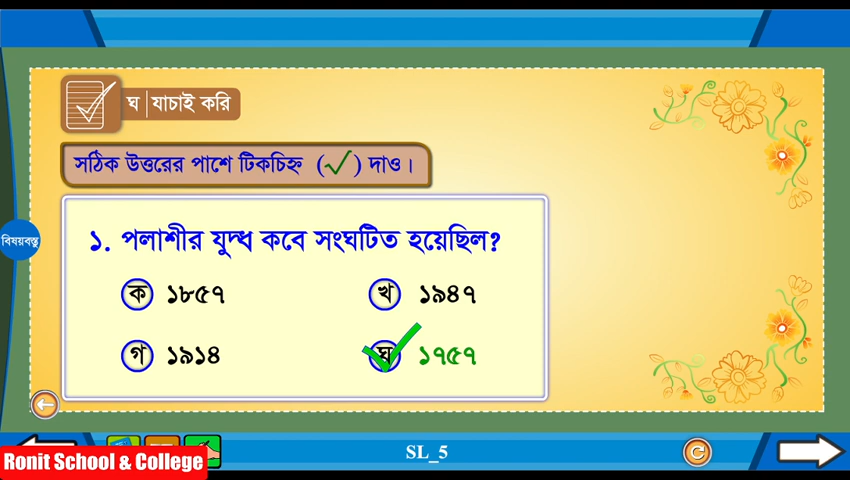 ঘ | যাচাই করি
সঠিক উত্তরের পাশে টিকচিহ্ন (✓) দাও।
১. পলাশীর যুদ্ধ কবে সংঘটিত হয়েছিল?
ক ১৮৫৭ খ ১৯৪৭
গ ১৯১৪ ঘ ১৭৫৭
বিষয়বস্তু
SL_5
Ronit School & College